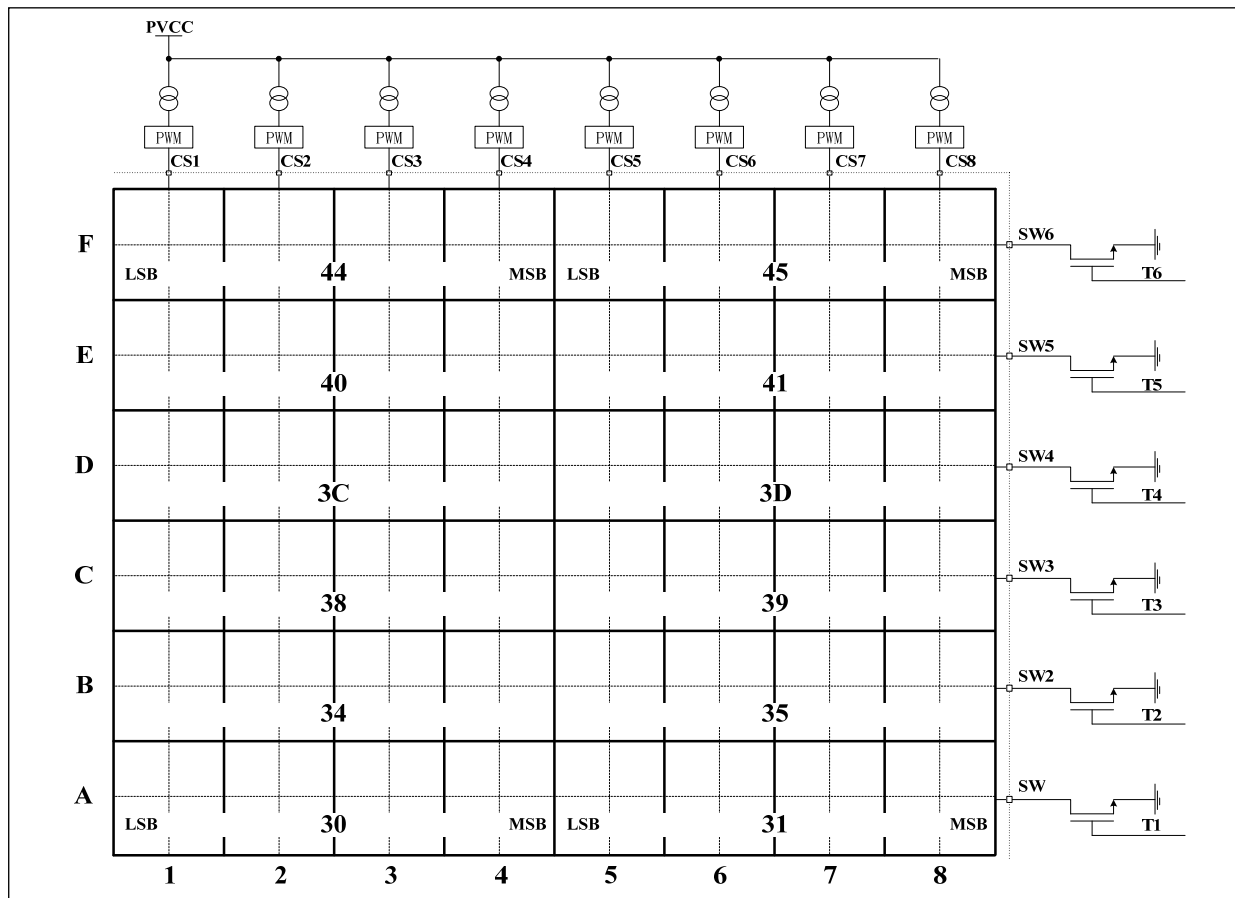 PVCC
PWM PWM PWM PWM PWM PWM PWM PWM
CS1 CS2 CS3 CS4 CS5 CS6 CS7 CS8
F SW6
LSB 44 MSB LSB 45 MSB T6
E SW5
40 41 T5
D SW4
3C 3D T4
C SW3
38 39 T3
B SW2
34 35 T2
A SW
LSB 30 MSB LSB 31 MSB T1
1 2 3 4 5 6 7 8